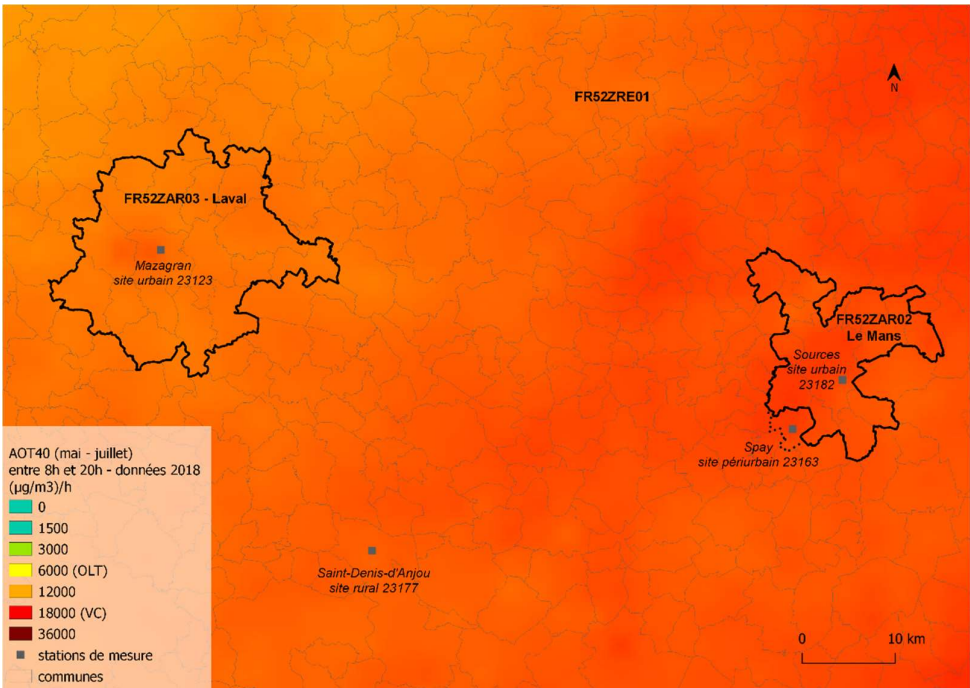 FR52ZRE01
N
FR52ZAR03 - Laval
Mazagran
site urbain 23123
FR52ZAR02
Le Mans
Sources
site urbain
23182
Spay
site périurbain 23163
Saint-Denis-d'Anjou
site rural 23177
AOT40 (mai - juillet)
entre 8h et 20h - données 2018
(µg/m3)/h
0
1500
3000
6000 (OLT)
12000
18000 (VC)
36000
stations de mesure
communes
0 10 km